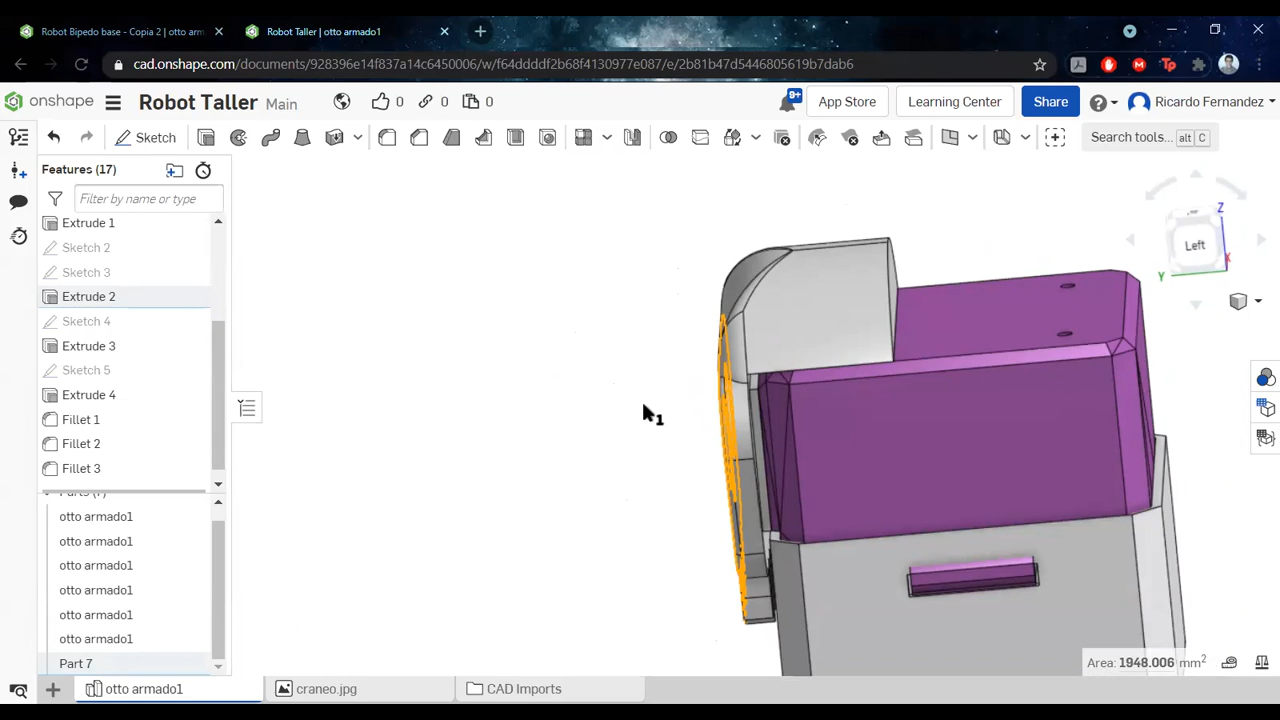 Robot Bipedo base - Copia 2 | otto arm
Robot Taller | otto armado1
cad.onshape.com/documents/928396e14f837a14c6450006/w/f64ddddf2b68f4130977e087/e/2b81b47d5446805619b7dab6
onshape Robot Taller Main 0 0 0 9+ App Store Learning Center Share Ricardo Fernandez
Sketch Search tools... alt C
Features (17)
Filter by name or type
Extrude 1
Sketch 2
Sketch 3
Extrude 2
Sketch 4
Extrude 3
Sketch 5
Extrude 4
Fillet 1
Fillet 2
Fillet 3
Parts (7)
otto armado1
otto armado1
otto armado1
otto armado1
otto armado1
otto armado1
Part 7
Z
Left
X
Y
1
Area: 1948.006 mm²
otto armado1 craneo.jpg CAD Imports